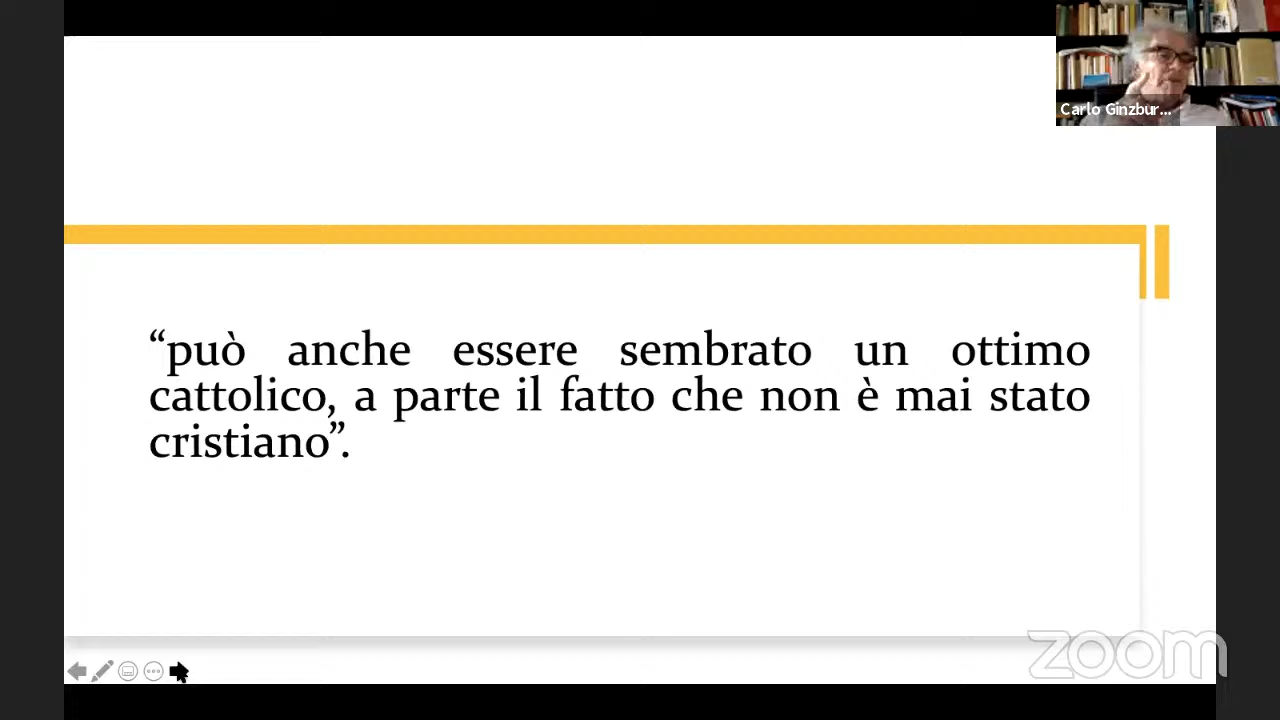 Carlo Ginzbur...
“può anche essere sembrato un ottimo
cattolico, a parte il fatto che non è mai stato
cristiano”.
zoom